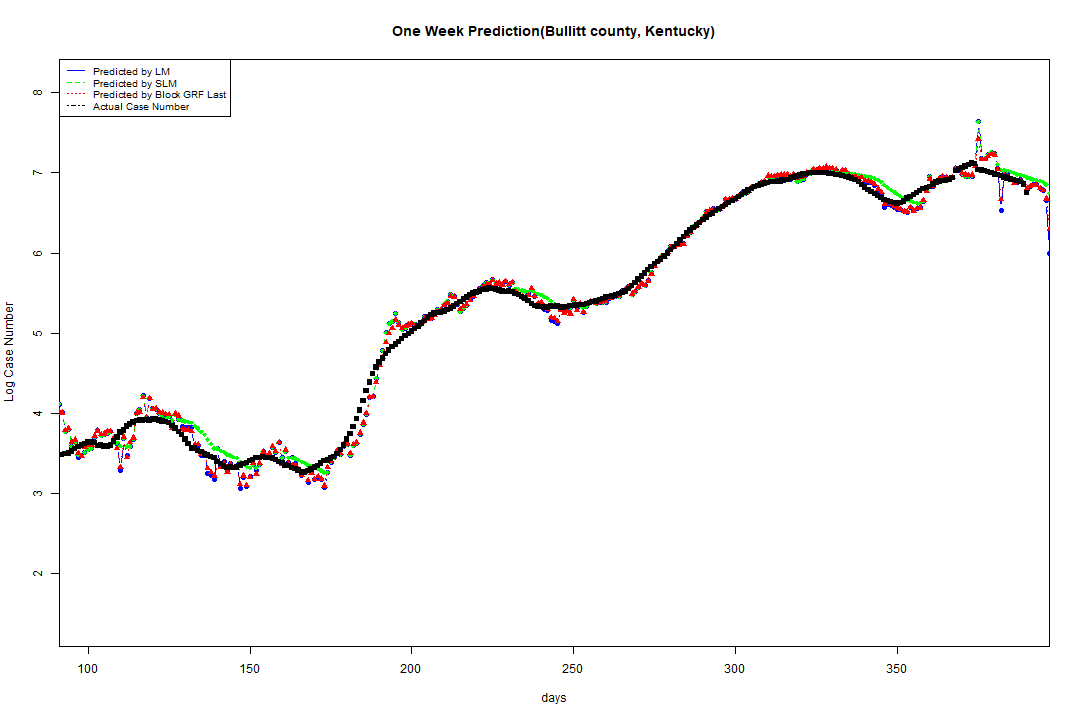 One Week Prediction(Bullitt county, Kentucky)
Predicted by LM
Predicted by SLM
Predicted by Block GRF Last
Actual Case Number
8
7
6
5
4
3
2
Log Case Number
100 150 200 250 300 350
days